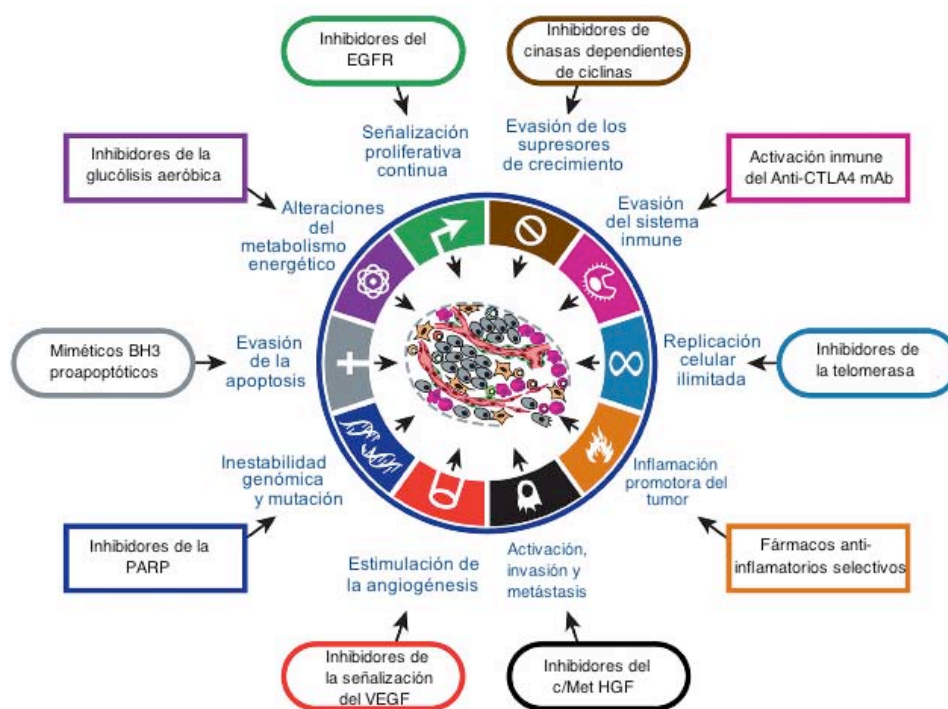 Inhibidores del
EGFR
Inhibidores de
cinasas dependientes
de ciclinas
Señalización
proliferativa
continua
Evasión de los
supresores
de crecimiento
Inhibidores de la
glucólisis aeróbica
Activación inmune
del Anti-CTLA4 mAb
Alteraciones
del
metabolismo
energético
Evasión
del sistema
inmune
Miméticos BH3
proapoptóticos
Evasión
de la
apoptosis
Replicación
celular
ilimitada
Inhibidores de
la telomerasa
Inestabilidad
genómica
y mutación
Inflamación
promotora del
tumor
Inhibidores de la
PARP
Estimulación de
la angiogénesis
Activación,
invasión y
metástasis
Fármacos anti-
inflamatorios selectivos
Inhibidores de
la señalización
del VEGF
Inhibidores del
c/Met HGF